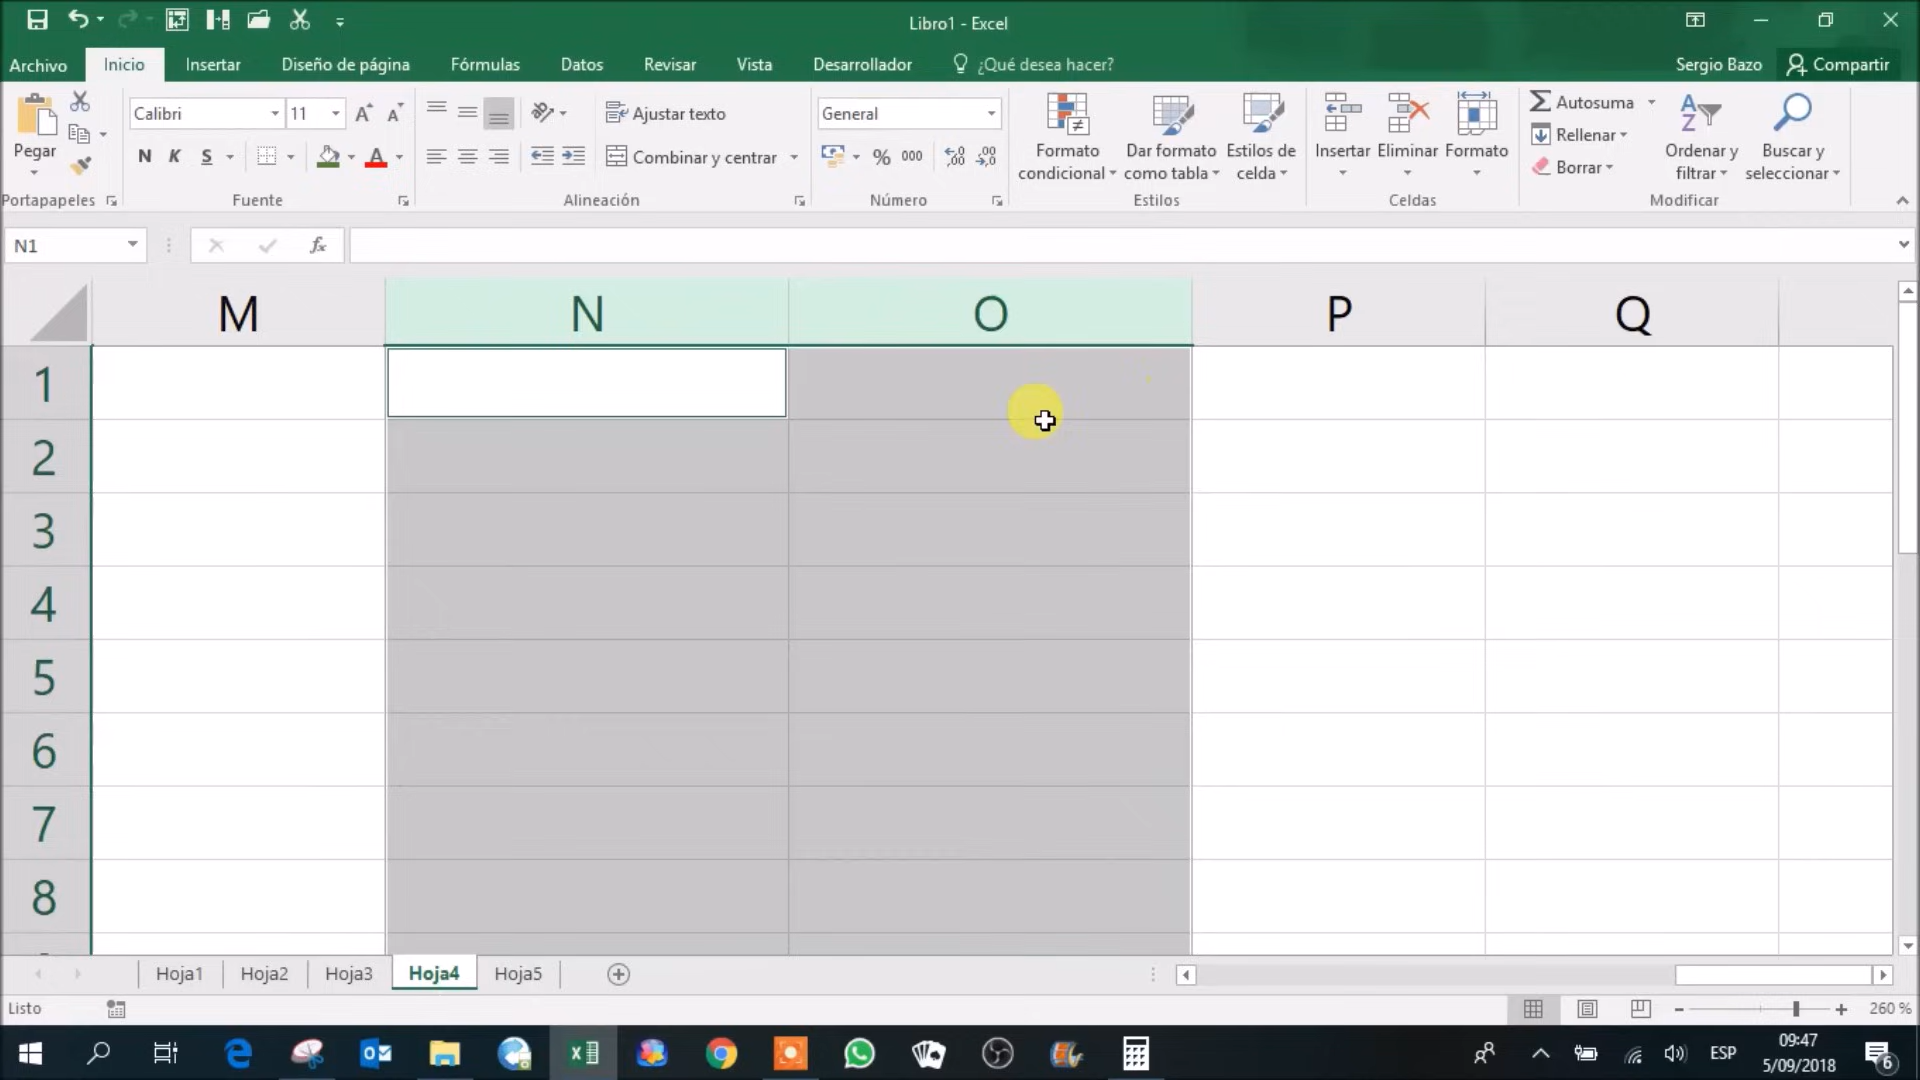 Libro1 - Excel
Archivo Inicio Insertar Diseño de página Fórmulas Datos Revisar Vista Desarrollador ¿Qué desea hacer? Sergio Bazo Compartir
Pegar
Calibri 11
N K S
A
Ajustar texto
Combinar y centrar
General
% 000
Formato condicional
Dar formato como tabla
Estilos de celda
Insertar Eliminar Formato
Autosuma
Rellenar
Borrar
Ordenar y filtrar
Buscar y seleccionar
Portapapeles Fuente Alineación Número Estilos Celdas Modificar
N1 fx
M N O P Q
1
2
3
4
5
6
7
8
Hoja1 Hoja2 Hoja3 Hoja4 Hoja5
Listo 260 %
ESP 09:47
5/09/2018
6